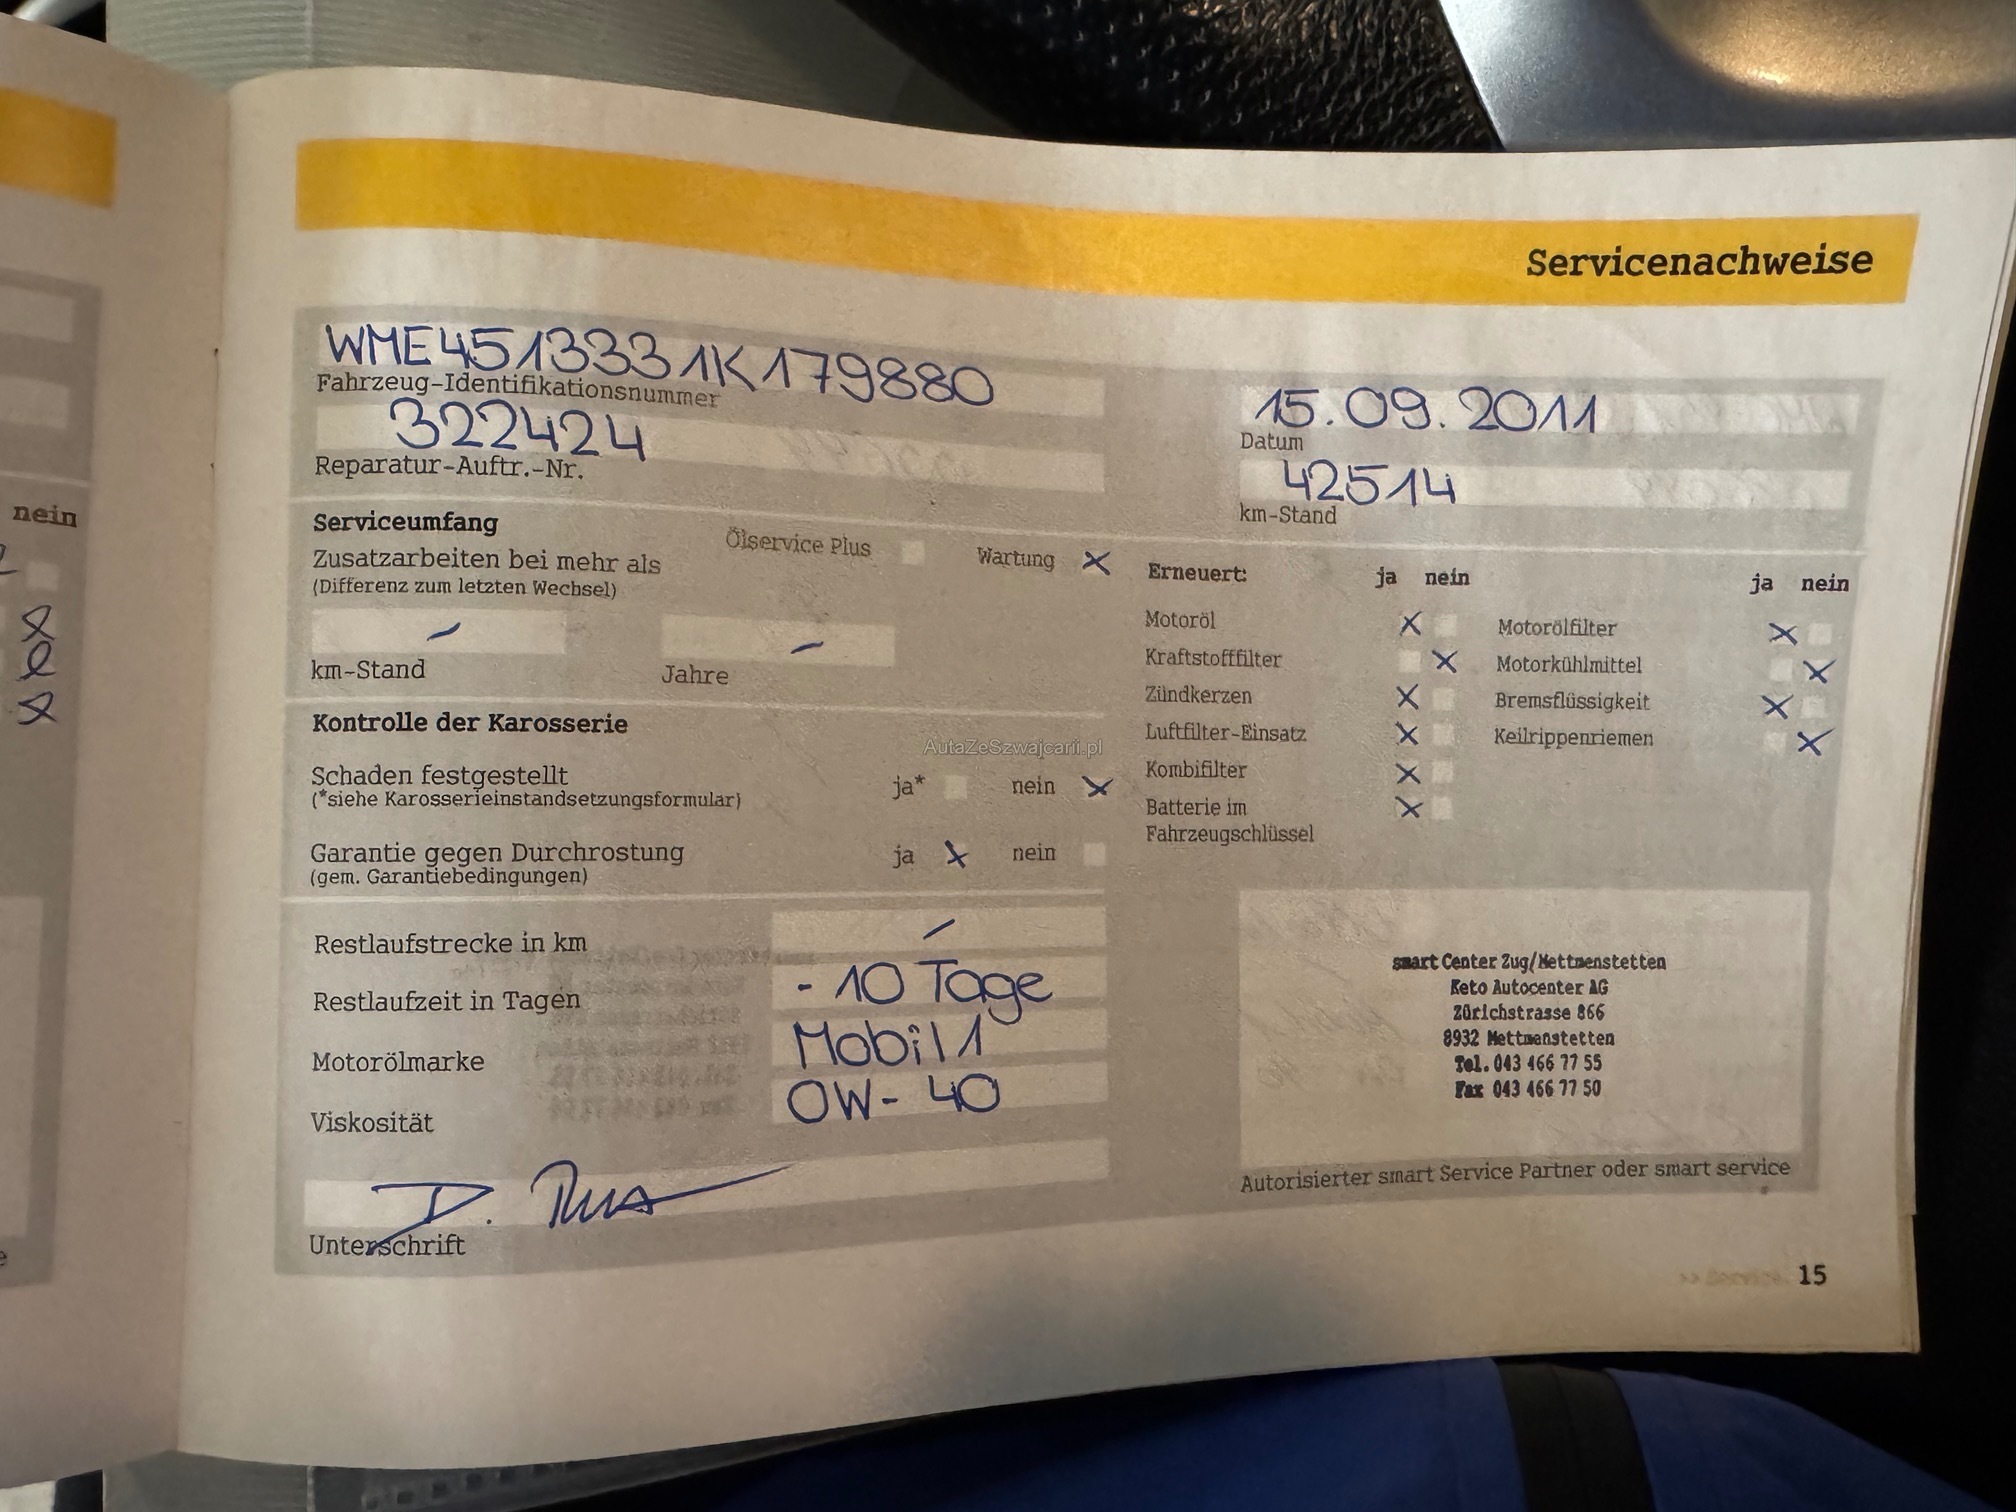 Servicenachweise
WME4513331K179880
Fahrzeug-Identifikationsnummer
322424
Reparatur-Auftr.-Nr.
15.09.2011
Datum
42514
km-Stand
Serviceumfang
Ölservice Plus Wartung X
Zusatzarbeiten bei mehr als
(Differenz zum letzten Wechsel)
- -
km-Stand Jahre
Kontrolle der Karosserie
Schaden festgestellt ja* nein X
(*siehe Karosserieinstandsetzungsformular)
Garantie gegen Durchrostung ja X nein
(gem. Garantiebedingungen)
Restlaufstrecke in km -
Restlaufzeit in Tagen - 10 Tage
Motorölmarke Mobil 1
Viskosität 0W-40
D.
Unterschrift
Erneuert: ja nein ja nein
Motoröl X Motorölfilter X
Kraftstofffilter X Motorkühlmittel X
Zündkerzen X Bremsflüssigkeit X
Luftfilter-Einsatz X Keilrippenriemen X
Kombifilter X
Batterie im X
Fahrzeugschlüssel
smart Center Zug/Mettmenstetten
Keto Autocenter AG
Zürichstrasse 866
8932 Mettmenstetten
Tel. 043 466 77 55
Fax 043 466 77 50
Autorisierter smart Service Partner oder smart service
15
nein
AutaZeSzwajcarii.pl